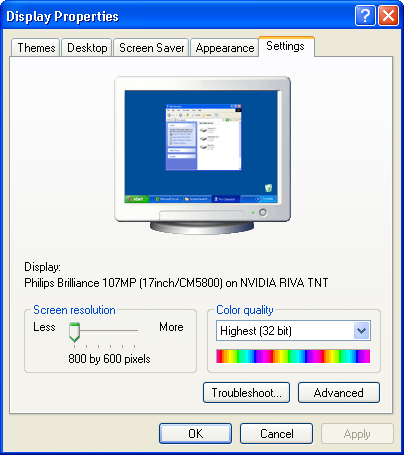 Display Properties
Themes Desktop Screen Saver Appearance Settings
start
Display:
Philips Brilliance 107MP (17inch/CM5800) on NVIDIA RIVA TNT
Screen resolution
Less More
800 by 600 pixels
Color quality
Highest (32 bit)
Troubleshoot... Advanced
OK Cancel Apply